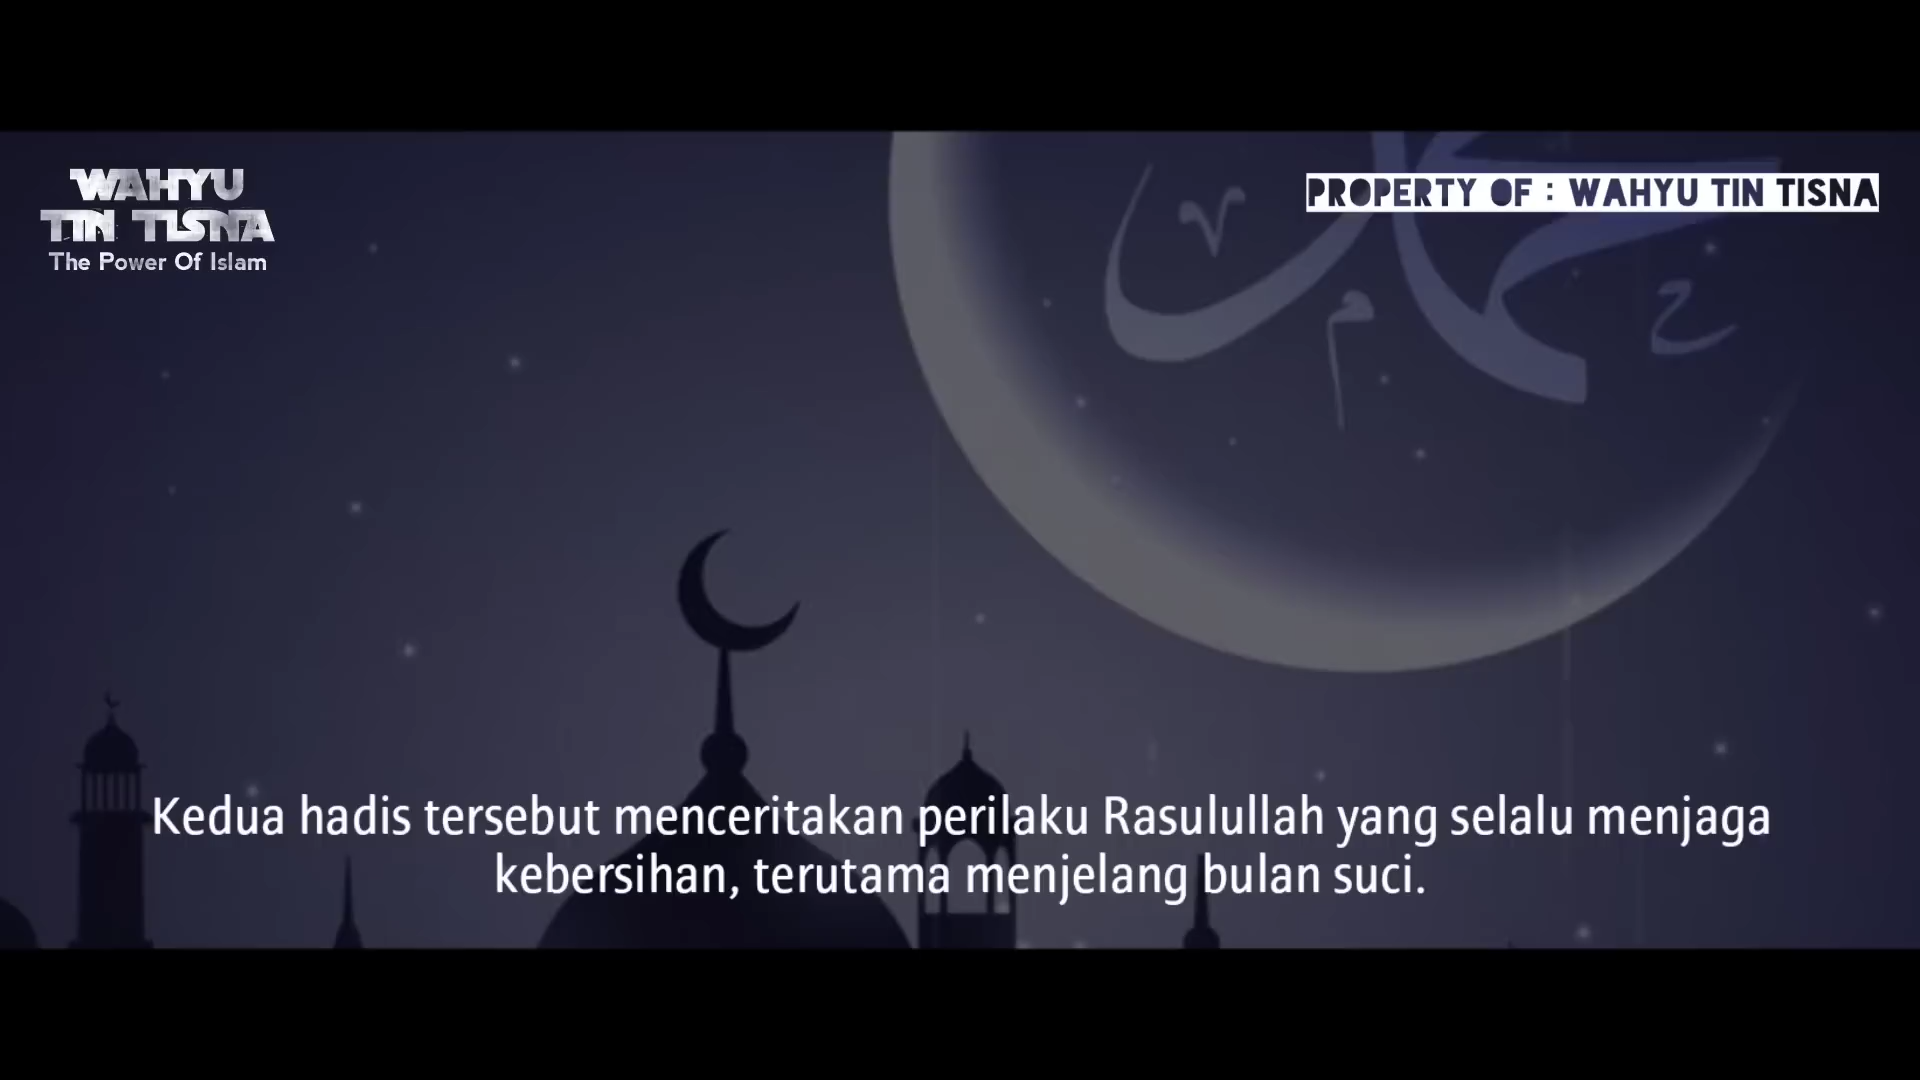 WAHYU
TIN TISNA
The Power Of Islam
PROPERTY OF : WAHYU TIN TISNA
Kedua hadis tersebut menceritakan perilaku Rasulullah yang selalu menjaga
kebersihan, terutama menjelang bulan suci.